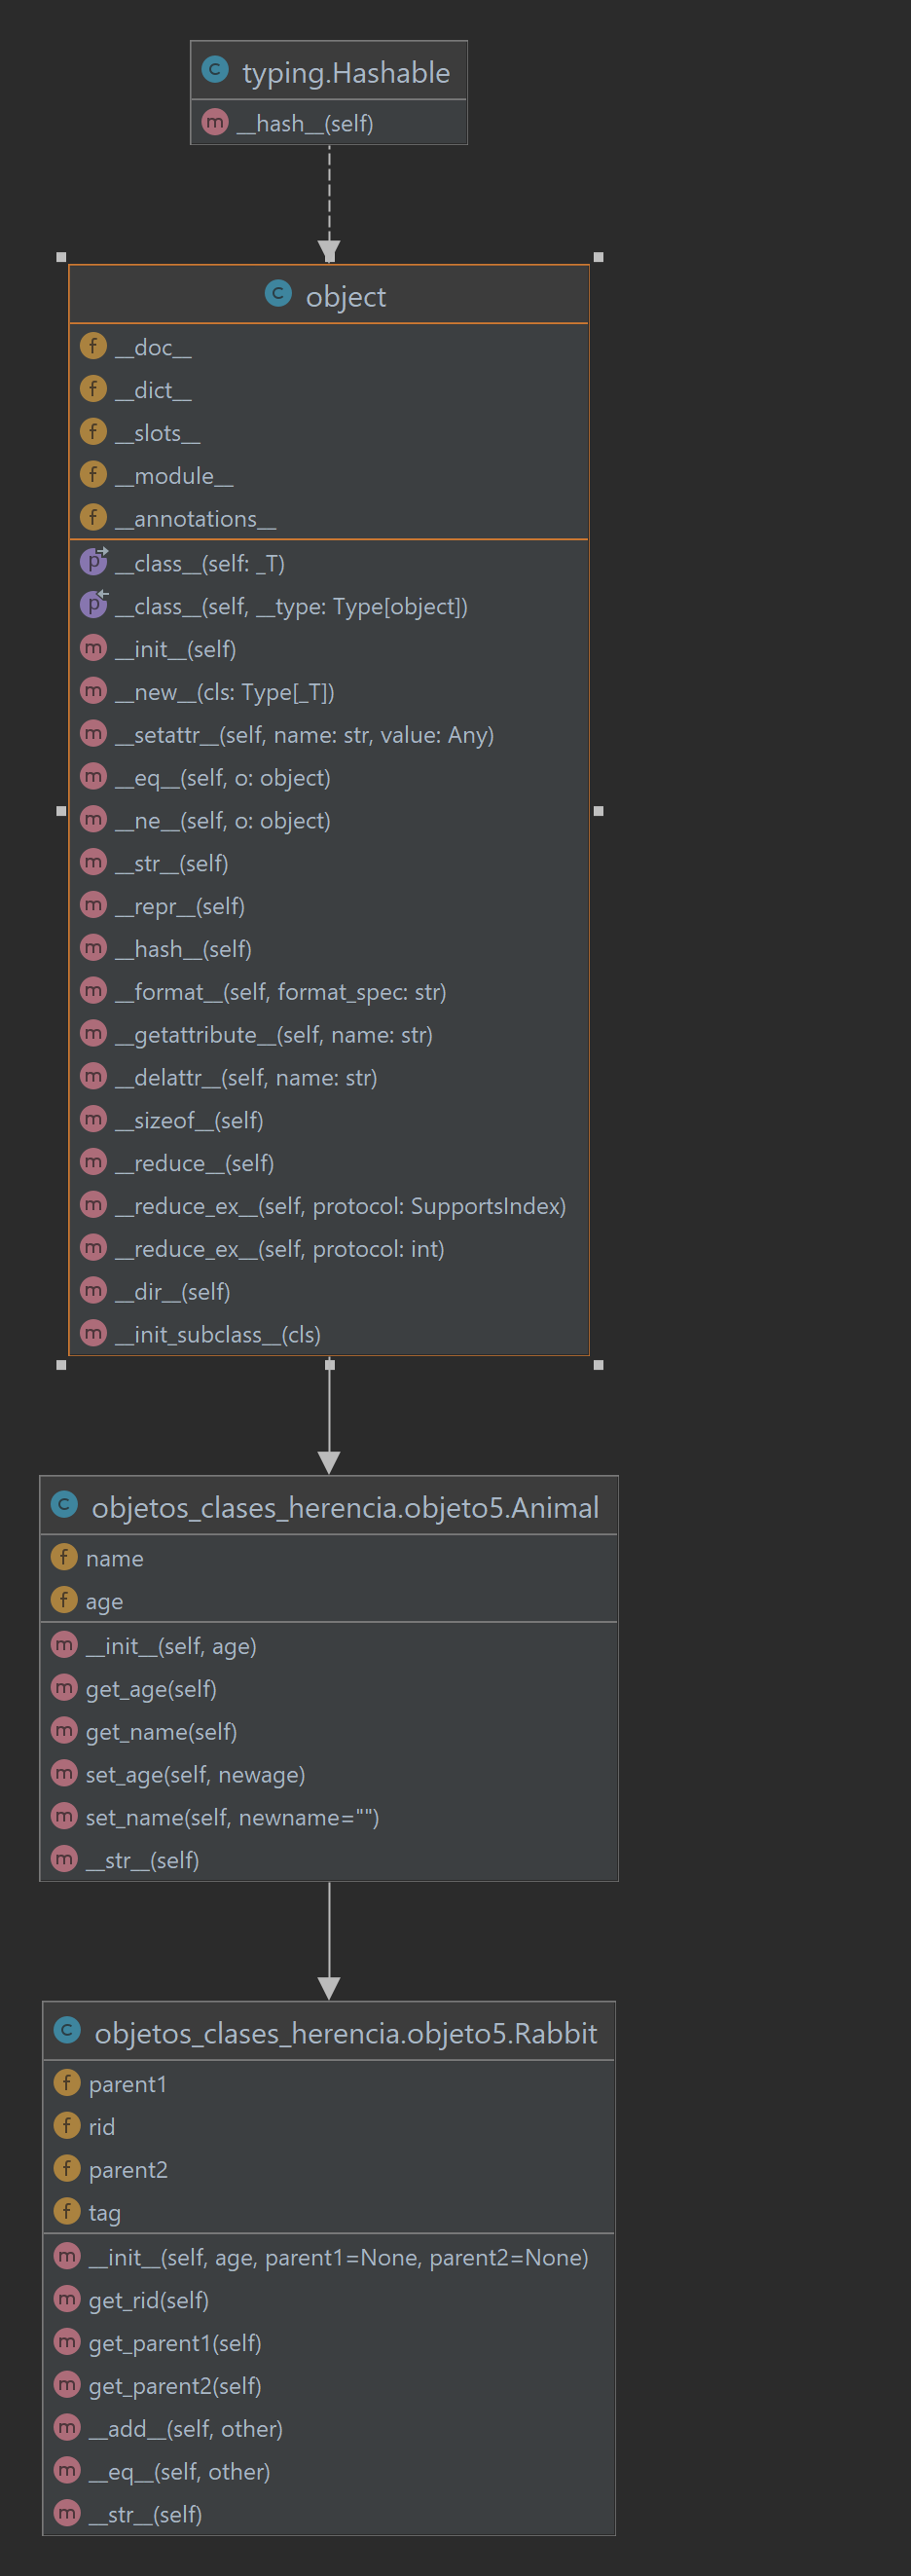 C typing.Hashable
m __hash__(self)
C object
f __doc__
f __dict__
f __slots__
f __module__
f __annotations__
p __class__(self: _T)
p __class__(self, __type: Type[object])
m __init__(self)
m __new__(cls: Type[_T])
m __setattr__(self, name: str, value: Any)
m __eq__(self, o: object)
m __ne__(self, o: object)
m __str__(self)
m __repr__(self)
m __hash__(self)
m __format__(self, format_spec: str)
m __getattribute__(self, name: str)
m __delattr__(self, name: str)
m __sizeof__(self)
m __reduce__(self)
m __reduce_ex__(self, protocol: SupportsIndex)
m __reduce_ex__(self, protocol: int)
m __dir__(self)
m __init_subclass__(cls)
C objetos_clases_herencia.objeto5.Animal
f name
f age
m __init__(self, age)
m get_age(self)
m get_name(self)
m set_age(self, newage)
m set_name(self, newname="")
m __str__(self)
C objetos_clases_herencia.objeto5.Rabbit
f parent1
f rid
f parent2
f tag
m __init__(self, age, parent1=None, parent2=None)
m get_rid(self)
m get_parent1(self)
m get_parent2(self)
m __add__(self, other)
m __eq__(self, other)
m __str__(self)